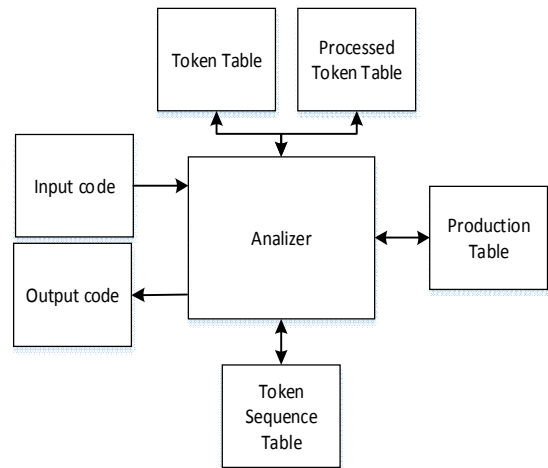 Token Table
Processed
Token Table
Input code
Analizer
Production
Table
Output code
Token
Sequence
Table